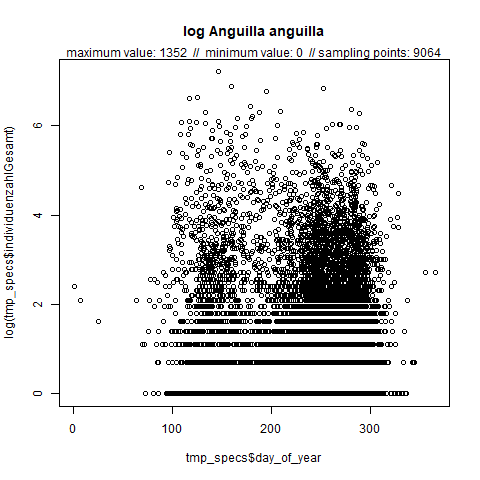 log Anguilla anguilla
maximum value: 1352 // minimum value: 0 // sampling points: 9064
log(tmp_specs$IndividuenzahlGesamt)
6
4
2
0
0 100 200 300
tmp_specs$day_of_year